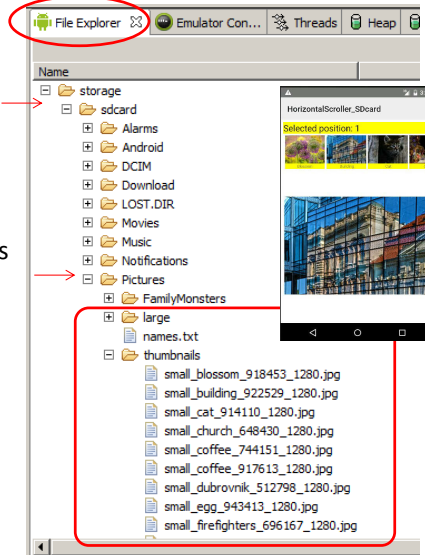 File Explorer
Emulator Con...
Threads
Heap
Name
storage
sdcard
Alarms
Android
DCIM
Download
LOST.DIR
Movies
Music
Notifications
s
Pictures
FamilyMonsters
large
names.txt
thumbnails
small_blossom_918453_1280.jpg
small_building_922529_1280.jpg
small_cat_914110_1280.jpg
small_church_648430_1280.jpg
small_coffee_744151_1280.jpg
small_coffee_917613_1280.jpg
small_dubrovnik_512798_1280.jpg
small_egg_943413_1280.jpg
small_firefighters_696167_1280.jpg
HorizontalScroller_SDcard
Selected position: 1